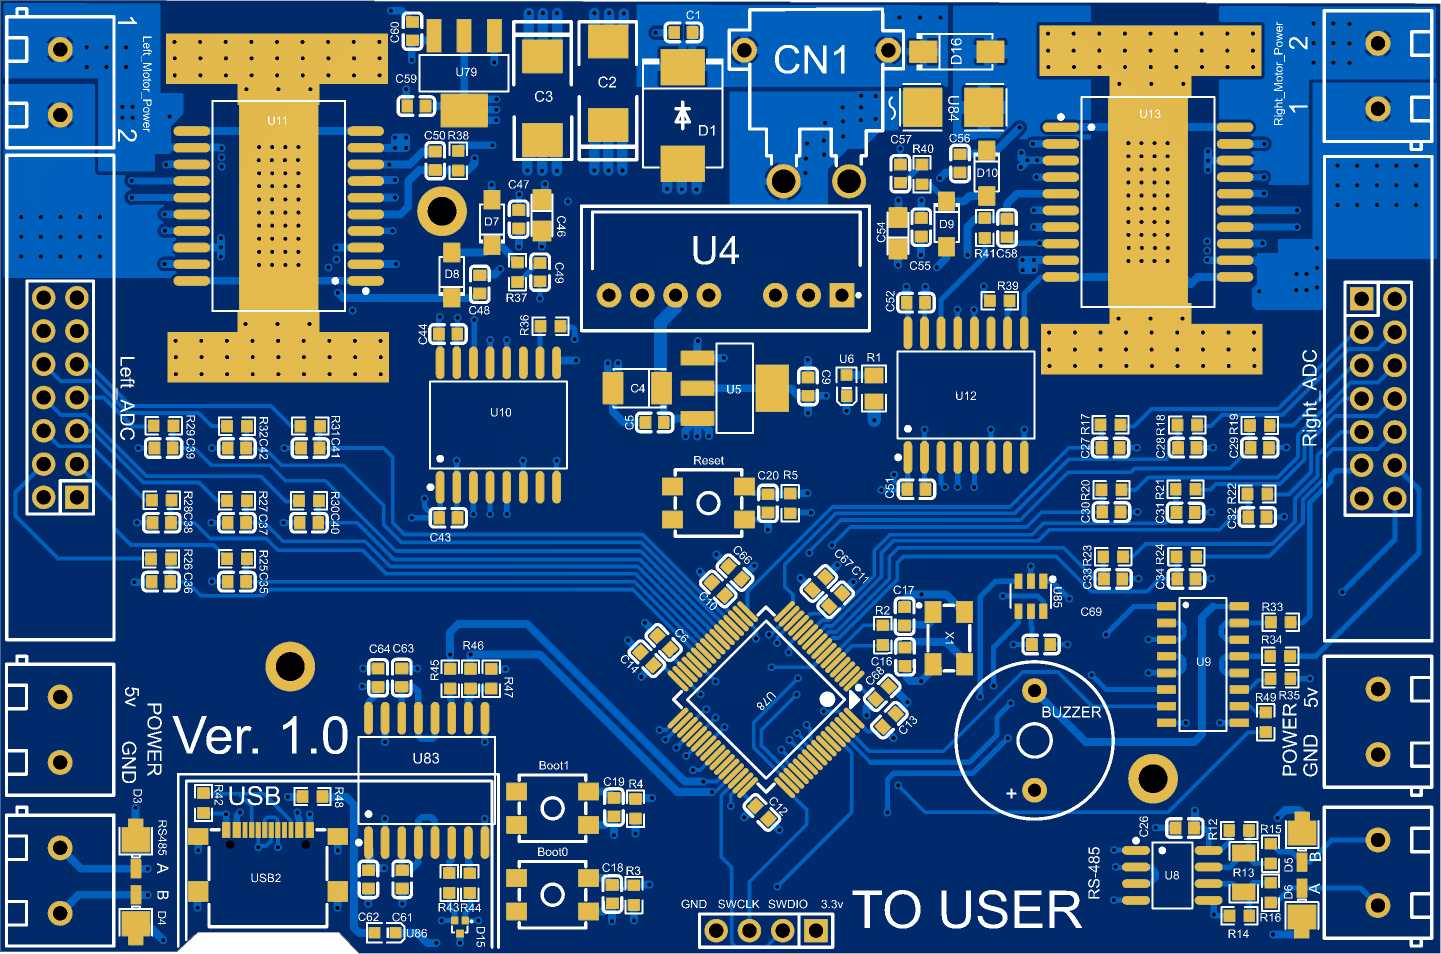 1
Left_Motor_Power
2
C60
U79
C59
C3
C2
C1
D1
CN1
D16
U84
Right_Motor_Power
2
1
U11
U13
C50
R38
C57
R40
C56
D10
C47
D7
C46
C54
D9
C55
R41
C58
U4
D8
R37
C49
C48
C44
R36
C52
R39
Left_ADC
Right_ADC
U10
C4
U5
C5
C9
U6
R1
U12
R29
C39
R32
C42
R31
C41
R17
C27
R18
C28
R19
C29
Reset
C20
R5
C51
R28
C38
R27
C37
R30
C40
C43
R20
C30
R21
C31
R22
C32
R26
C36
R25
C35
R23
C33
R24
C34
C66
C10
C67
C11
C6
C14
R2
C17
X1
C16
U85
C69
R33
R34
R35
U9
R49
C64
C63
R45
R46
R47
U78
C68
C13
C12
BUZZER
+
5v
GND
POWER
Ver. 1.0
POWER
GND
5v
U83
USB
R42
R48
USB2
Boot1
C19
R4
Boot0
C18
R3
D3
RS485
A
B
D4
C62
C61
U86
R43
R44
D15
GND
SWCLK
SWDIO
3.3v
TO USER
RS-485
C26
U8
R12
R15
R13
R16
R14
D5
D6
B
A